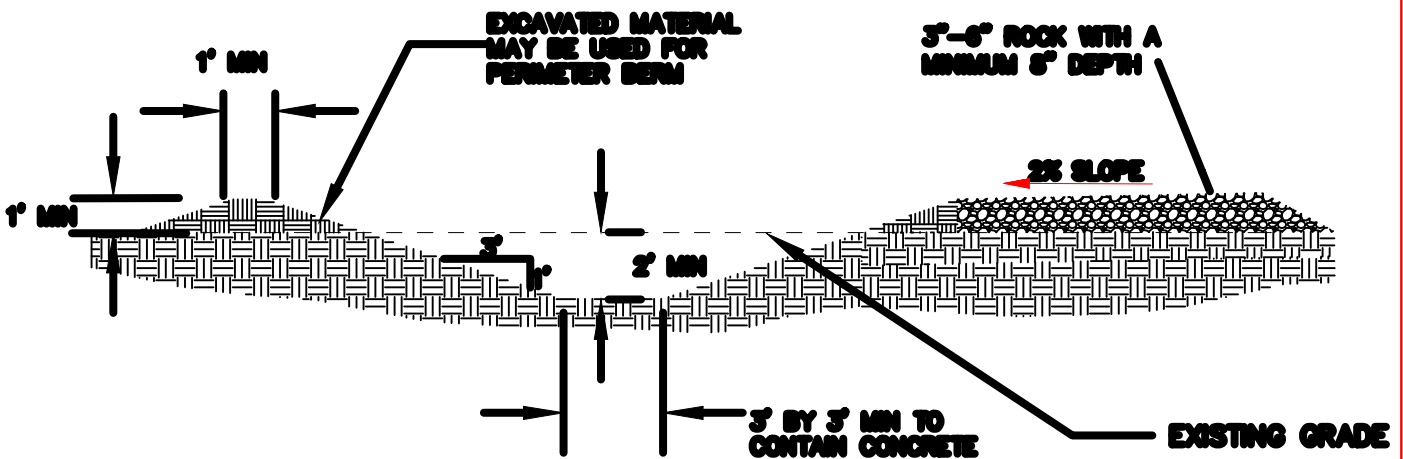 EXCAVATED MATERIAL
MAY BE USED FOR
PERIMETER BERM
3"-6" ROCK WITH A
MINIMUM 8" DEPTH
1' MIN
2% SLOPE
1' MIN
3'
1'
2' MIN
3' BY 3' MIN TO
CONTAIN CONCRETE
EXISTING GRADE